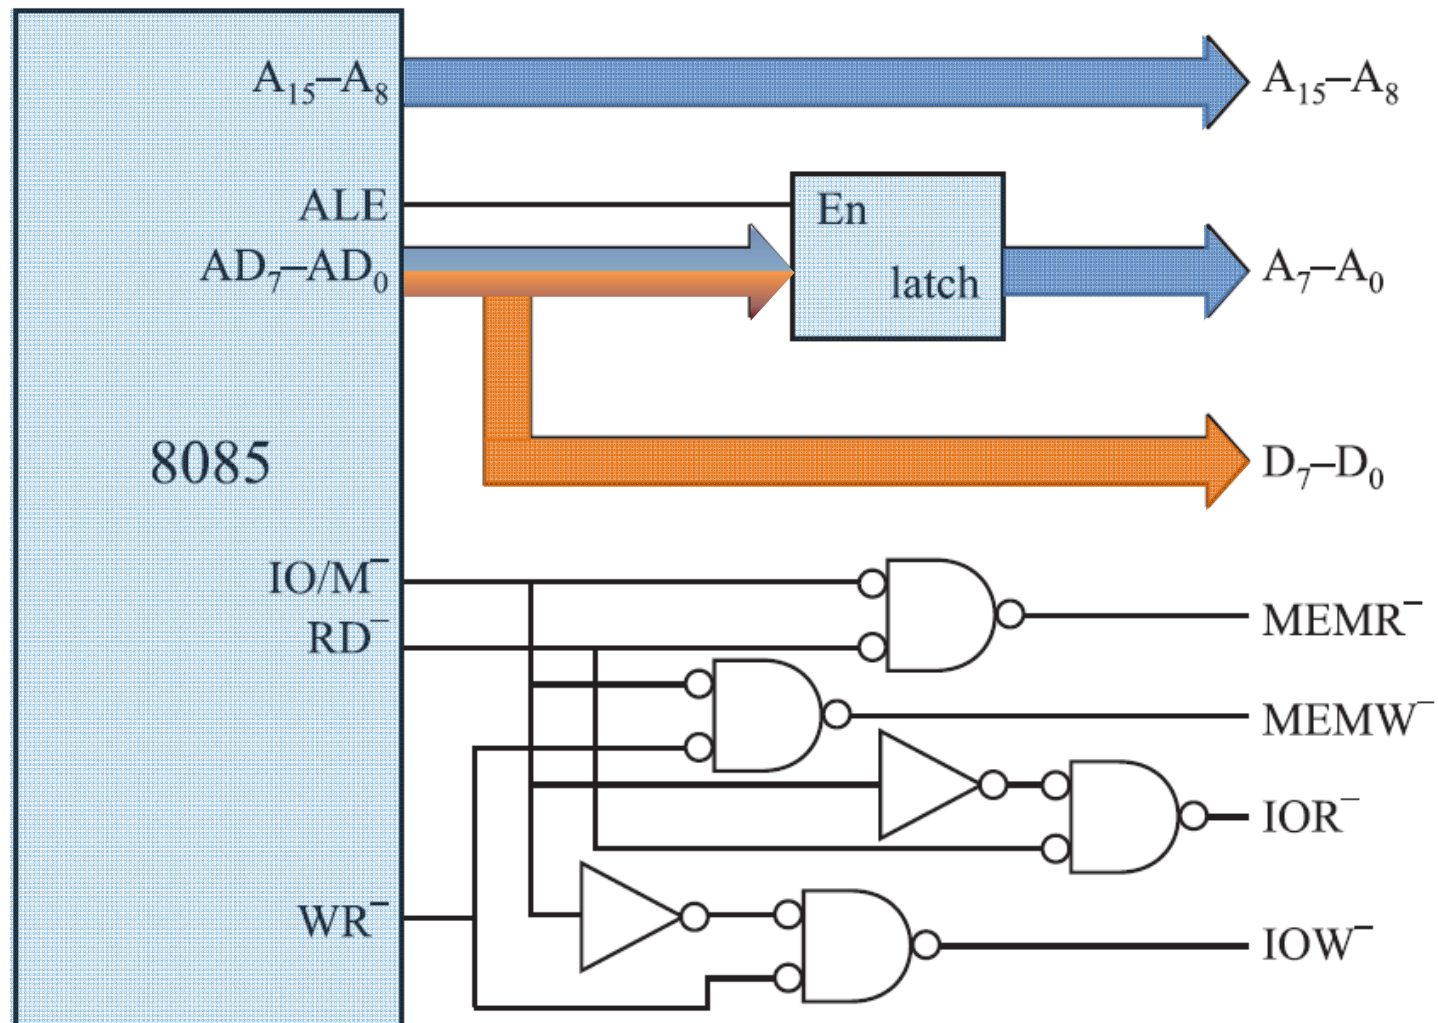 A₁₅–A₈ A₁₅–A₈
ALE En
AD₇–AD₀ latch A₇–A₀
8085 D₇–D₀
IO/M¯
RD¯ MEMR¯
MEMW¯
IOR¯
WR¯ IOW¯